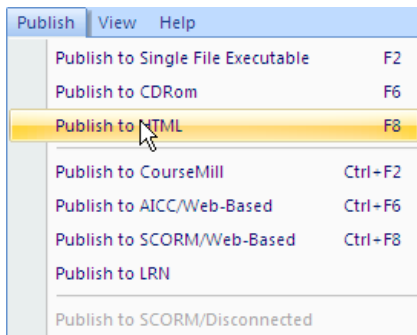 Publish View Help
Publish to Single File Executable F2
Publish to CDRom F6
Publish to HTML F8
Publish to CourseMill Ctrl+F2
Publish to AICC/Web-Based Ctrl+F6
Publish to SCORM/Web-Based Ctrl+F8
Publish to LRN
Publish to SCORM/Disconnected